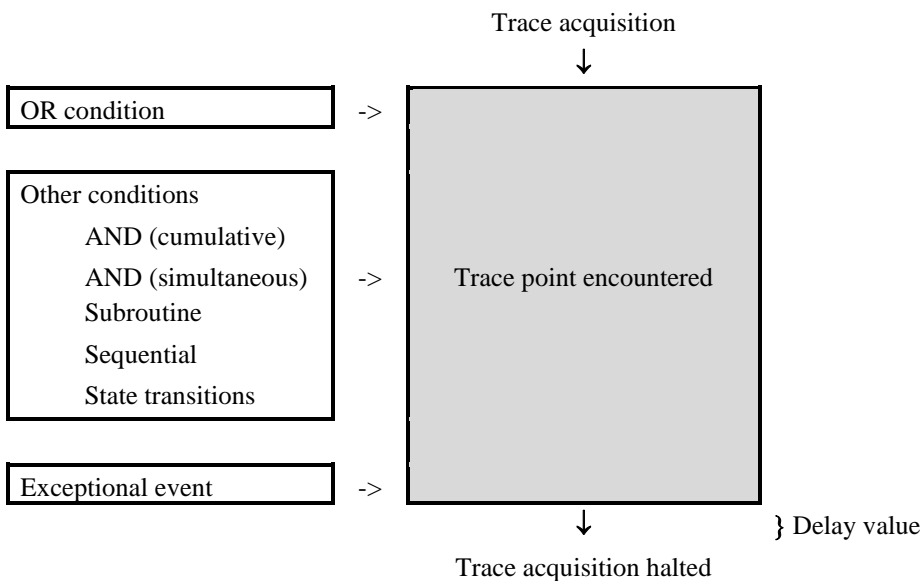 Trace acquisition
↓
OR condition ->
Other conditions
AND (cumulative)
AND (simultaneous) -> Trace point encountered
Subroutine
Sequential
State transitions
Exceptional event ->
↓ } Delay value
Trace acquisition halted